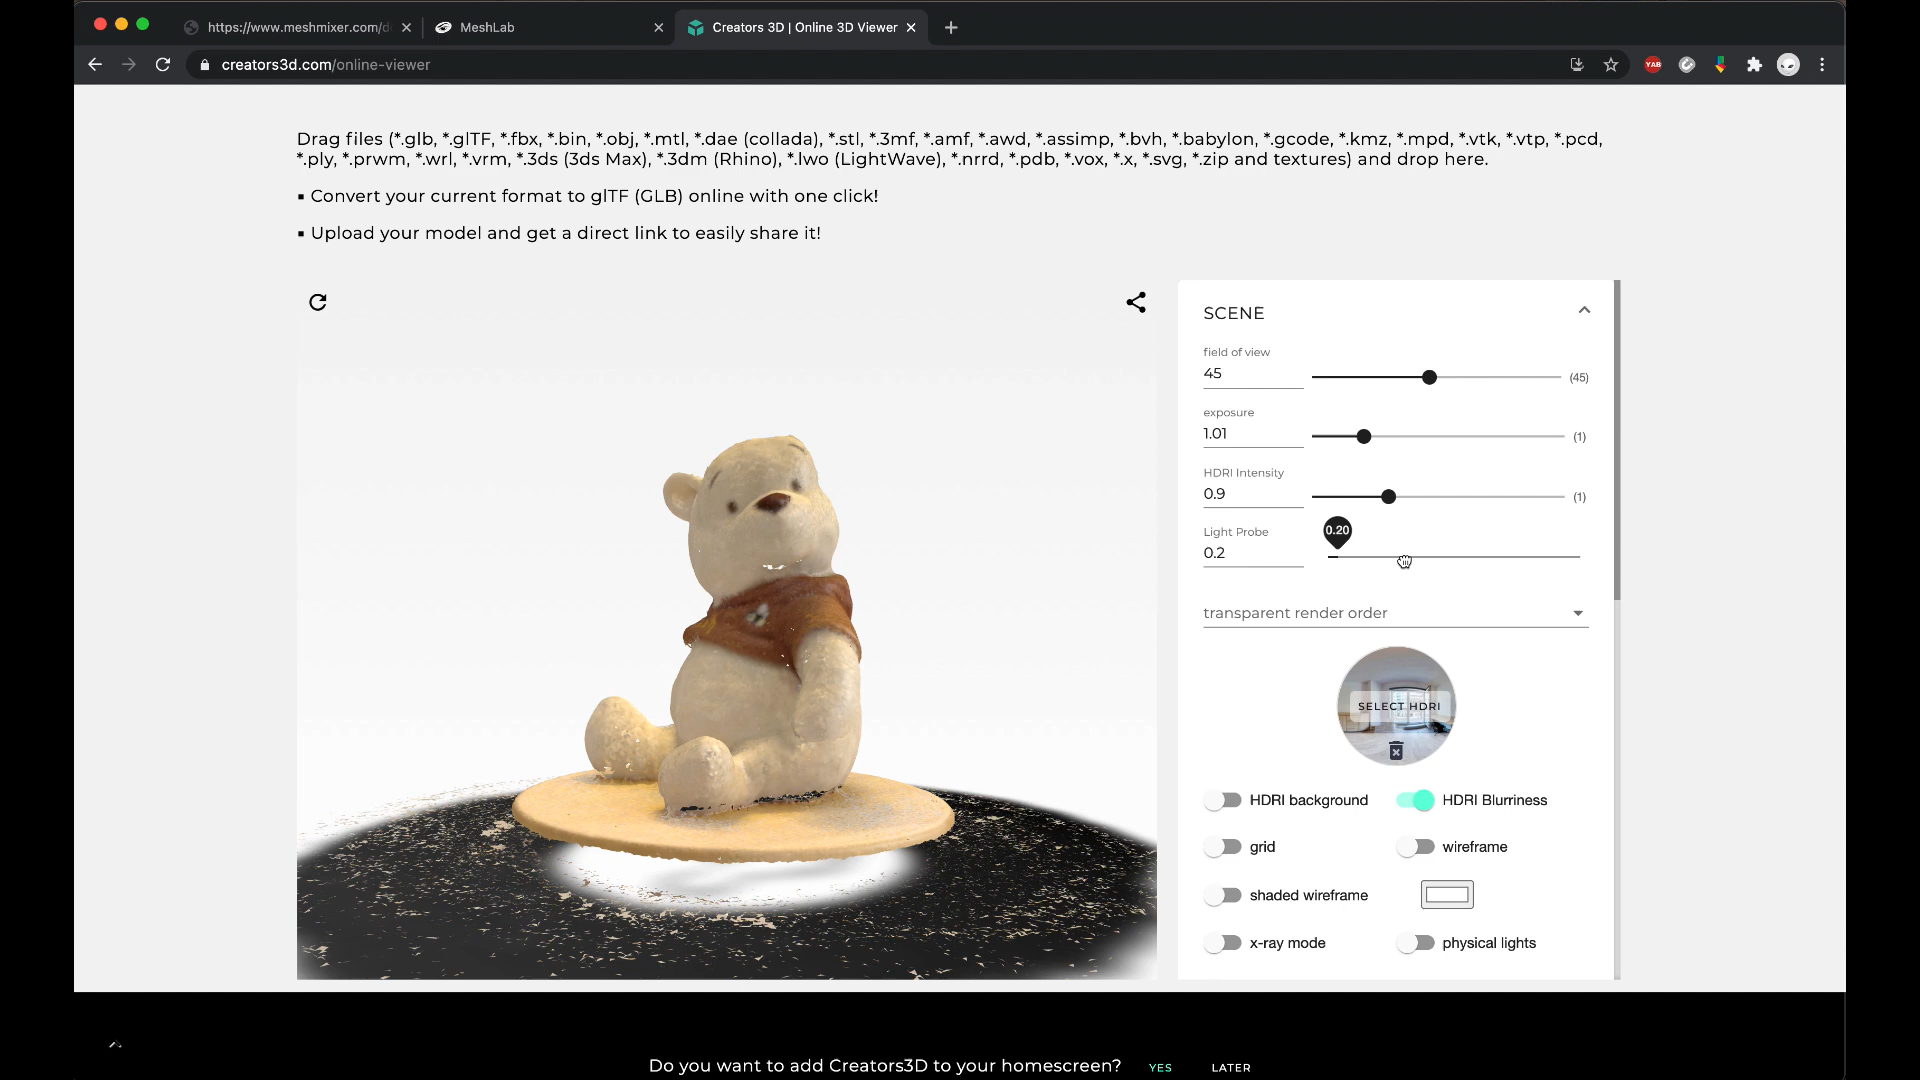 https://www.meshmixer.com/d
MeshLab
Creators 3D | Online 3D Viewer
creators3d.com/online-viewer
YAB
Drag files (*.glb, *.glTF, *.fbx, *.bin, *.obj, *.mtl, *.dae (collada), *.stl, *.3mf, *.amf, *.awd, *.assimp, *.bvh, *.babylon, *.gcode, *.kmz, *.mpd, *.vtk, *.vtp, *.pcd,
*.ply, *.prwm, *.wrl, *.vrm, *.3ds (3ds Max), *.3dm (Rhino), *.lwo (LightWave), *.nrrd, *.pdb, *.vox, *.x, *.svg, *.zip and textures) and drop here.
▪ Convert your current format to glTF (GLB) online with one click!
▪ Upload your model and get a direct link to easily share it!
SCENE
field of view
45
(45)
exposure
1.01
(1)
HDRI Intensity
0.9
(1)
Light Probe
0.2
0.20
transparent render order
SELECT HDRI
HDRI background
HDRI Blurriness
grid
wireframe
shaded wireframe
x-ray mode
physical lights
Do you want to add Creators3D to your homescreen?
YES
LATER